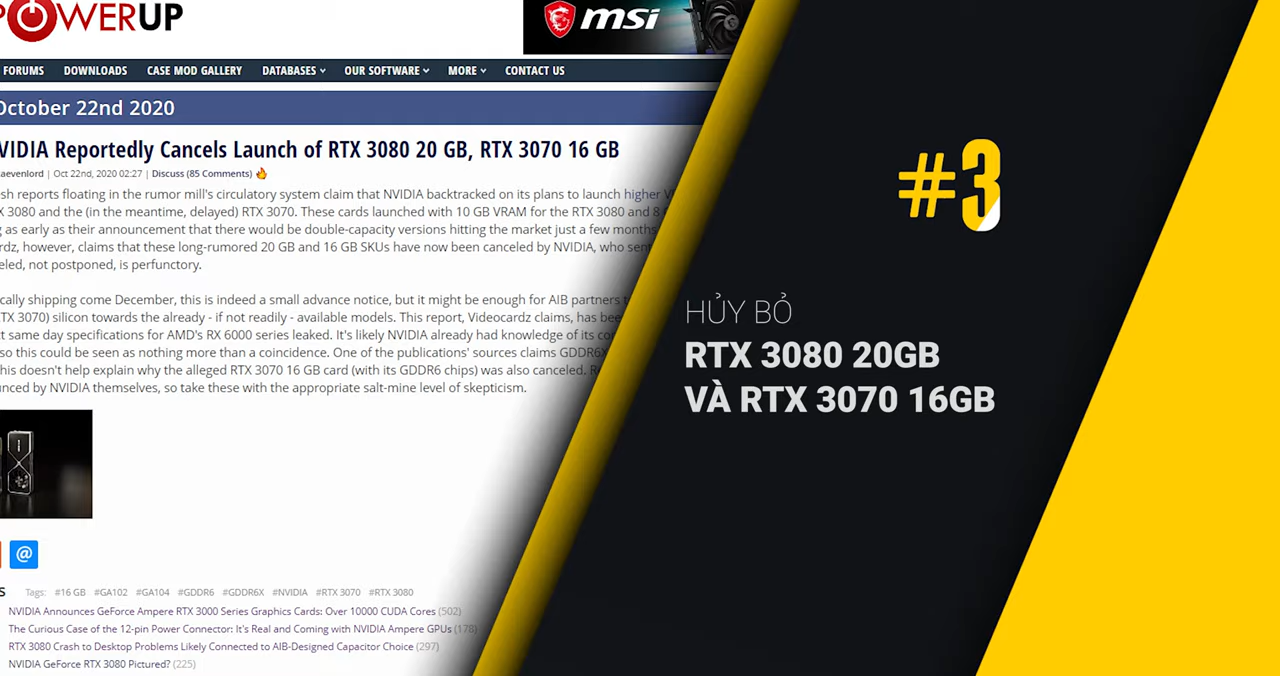 POWERUP
msi
FORUMS DOWNLOADS CASE MOD GALLERY DATABASES OUR SOFTWARE MORE CONTACT US
October 22nd 2020
VIDIA Reportedly Cancels Launch of RTX 3080 20 GB, RTX 3070 16 GB
aevenlord | Oct 22nd, 2020 02:27 | Discuss (85 Comments)
sh reports floating in the rumor mill's circulatory system claim that NVIDIA backtracked on its plans to launch higher V
X 3080 and the (in the meantime, delayed) RTX 3070. These cards launched with 10 GB VRAM for the RTX 3080 and 8
g as early as their announcement that there would be double-capacity versions hitting the market just a few months
rdz, however, claims that these long-rumored 20 GB and 16 GB SKUs have now been canceled by NVIDIA, who sen
eled, not postponed, is perfunctory.
cally shipping come December, this is indeed a small advance notice, but it might be enough for AIB partners
TX 3070) silicon towards the already - if not readily - available models. This report, Videocardz claims, has be
ct same day specifications for AMD's RX 6000 series leaked. It's likely NVIDIA already had knowledge of its co
so this could be seen as nothing more than a coincidence. One of the publications' sources claims GDDR6X
his doesn't help explain why the alleged RTX 3070 16 GB card (with its GDDR6 chips) was also canceled. R
unced by NVIDIA themselves, so take these with the appropriate salt-mine level of skepticism.
@
S Tags: #16 GB #GA102 #GA104 #GDDR6 #GDDR6X #NVIDIA #RTX 3070 #RTX 3080
NVIDIA Announces GeForce Ampere RTX 3000 Series Graphics Cards: Over 10000 CUDA Cores (502)
The Curious Case of the 12-pin Power Connector: It's Real and Coming with NVIDIA Ampere GPUs (178)
RTX 3080 Crash to Desktop Problems Likely Connected to AIB-Designed Capacitor Choice (297)
NVIDIA GeForce RTX 3080 Pictured? (225)
#3
HỦY BỎ
RTX 3080 20GB
VÀ RTX 3070 16GB